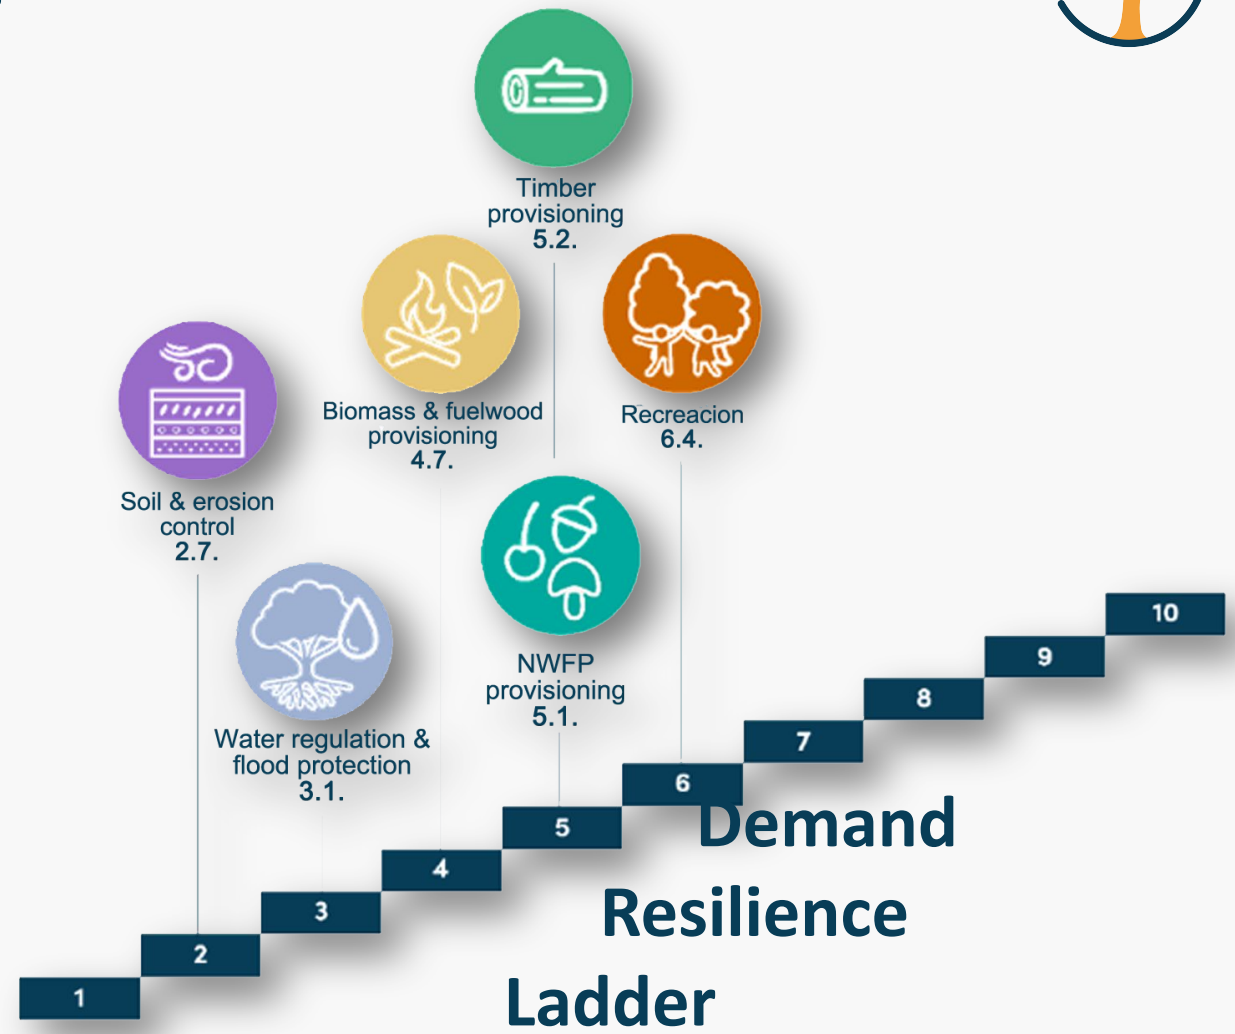 Timber
provisioning
5.2.
Biomass & fuelwood
provisioning
4.7.
Recreacion
6.4.
Soil & erosion
control
2.7.
NWFP
provisioning
5.1.
Water regulation &
flood protection
3.1.
10
9
8
7
6
5
4
3
2
1
Demand
Resilience
Ladder